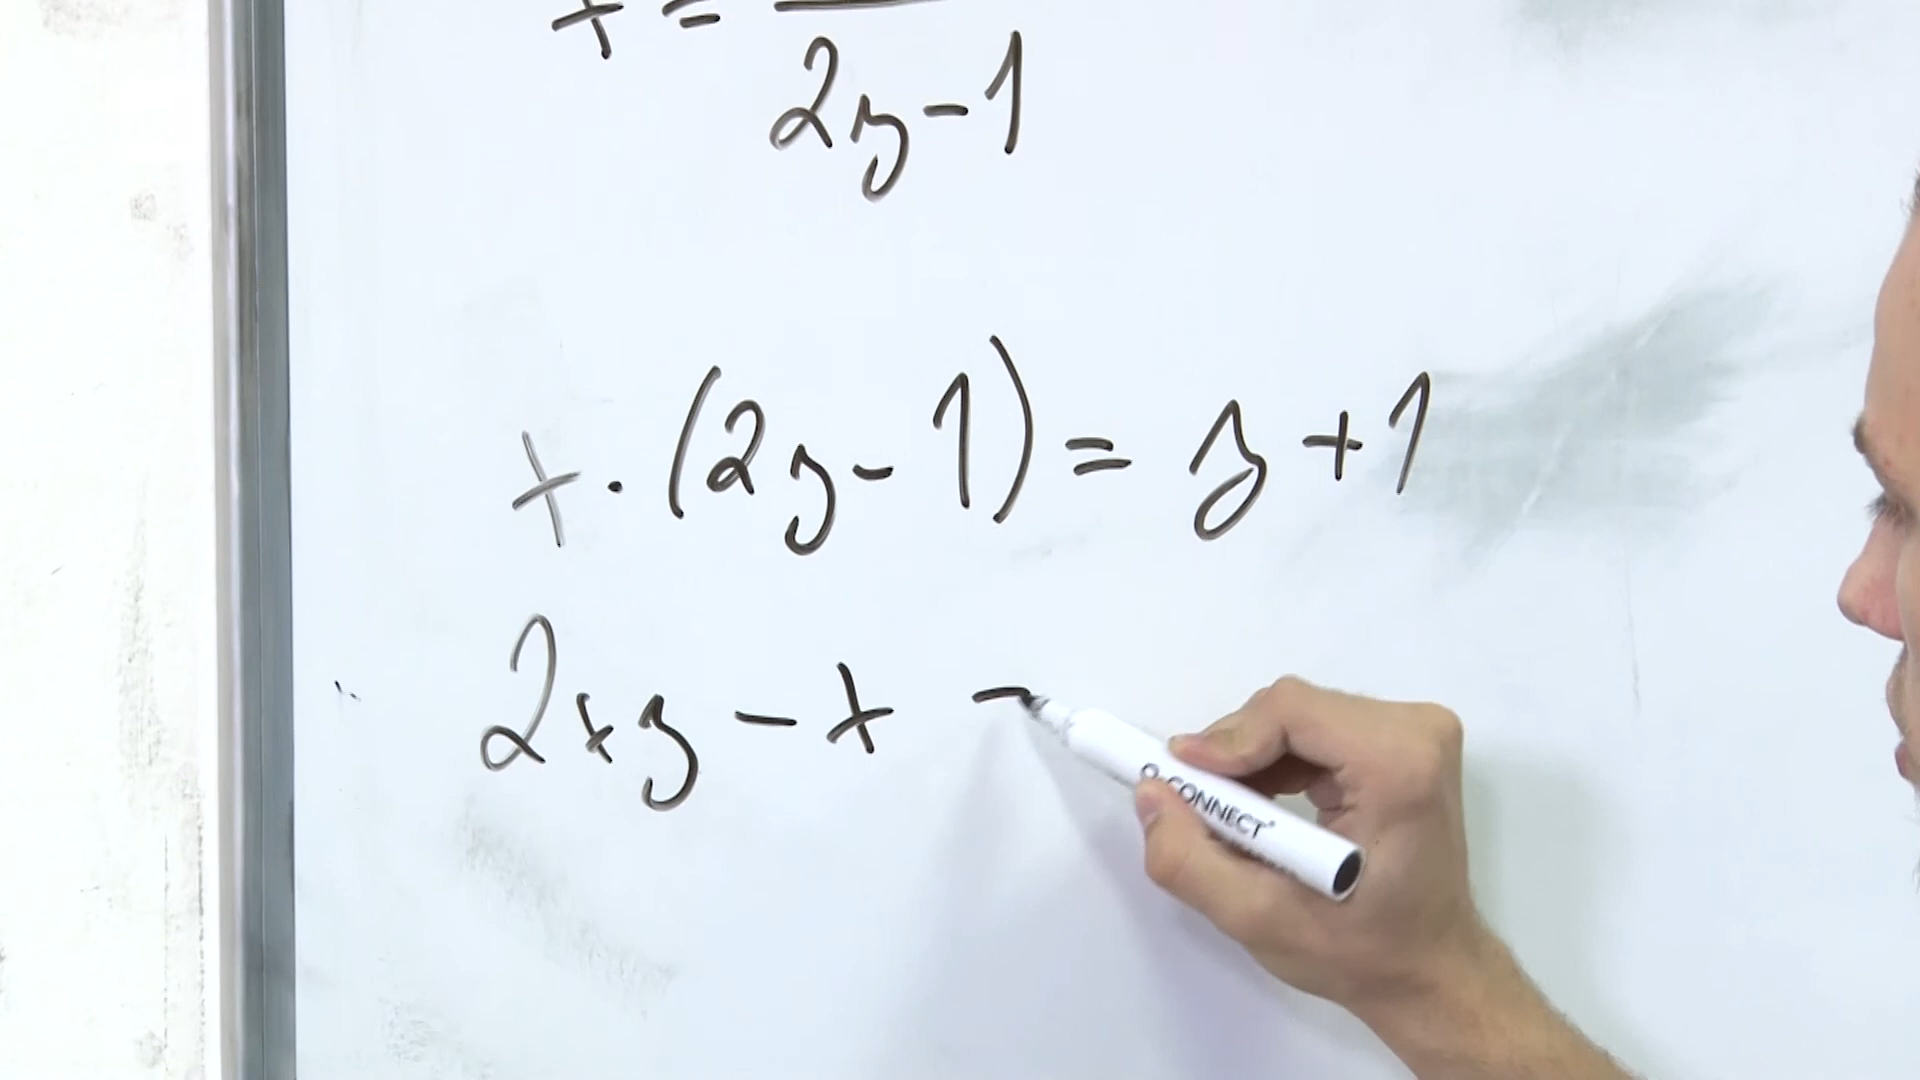 x =
2y - 1
x · (2y - 1) = y + 1
2xy - x -
Q-CONNECT